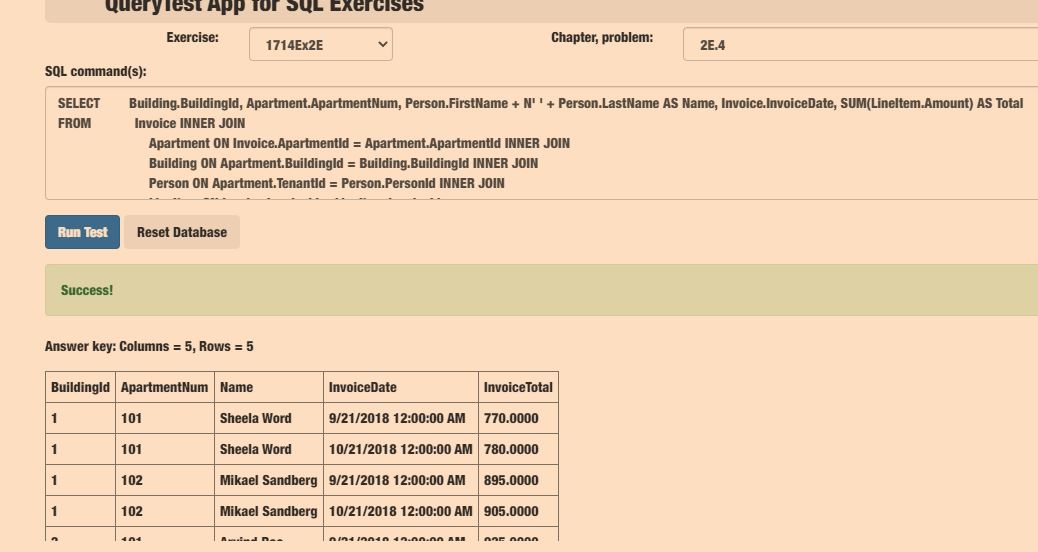 QueryTest App for SQL Exercises
Exercise: 1714Ex2E Chapter, problem: 2E.4
SQL command(s):
SELECT Building.BuildingId, Apartment.ApartmentNum, Person.FirstName + N' ' + Person.LastName AS Name, Invoice.InvoiceDate, SUM(LineItem.Amount) AS Total
FROM Invoice INNER JOIN
Apartment ON Invoice.ApartmentId = Apartment.ApartmentId INNER JOIN
Building ON Apartment.BuildingId = Building.BuildingId INNER JOIN
Person ON Apartment.TenantId = Person.PersonId INNER JOIN
Run Test Reset Database
Success!
Answer key: Columns = 5, Rows = 5
BuildingId ApartmentNum Name InvoiceDate InvoiceTotal
1 101 Sheela Word 9/21/2018 12:00:00 AM 770.0000
1 101 Sheela Word 10/21/2018 12:00:00 AM 780.0000
1 102 Mikael Sandberg 9/21/2018 12:00:00 AM 895.0000
1 102 Mikael Sandberg 10/21/2018 12:00:00 AM 905.0000